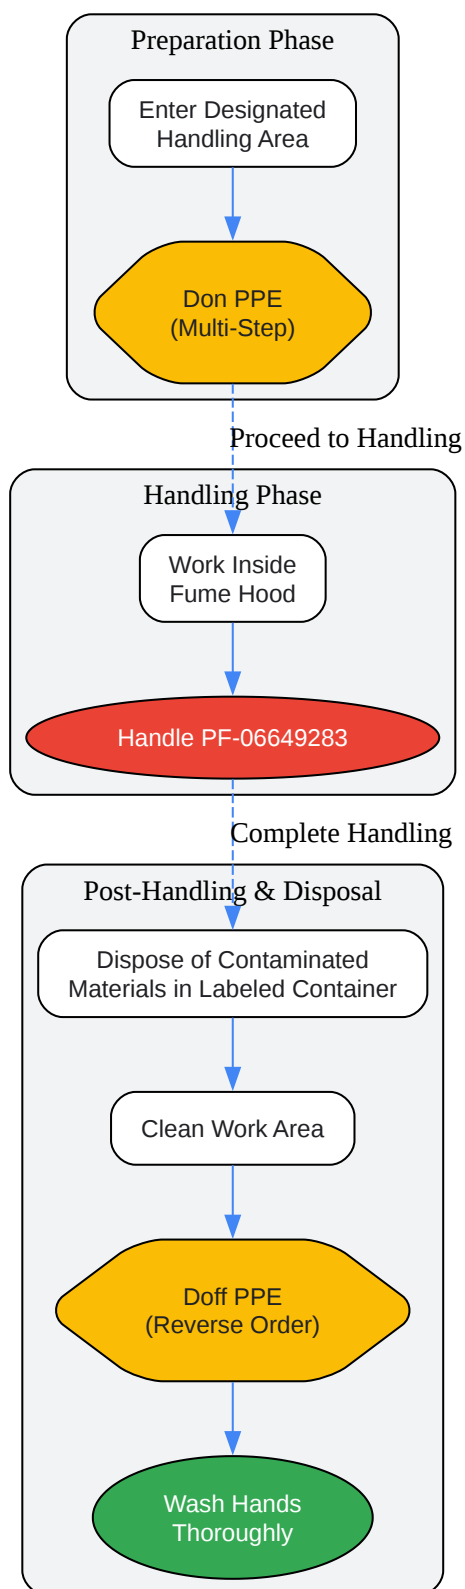 Preparation Phase
Enter Designated
Handling Area
Don PPE
(Multi-Step)
Proceed to Handling
Handling Phase
Work Inside
Fume Hood
Handle PF-06649283
Complete Handling
Post-Handling & Disposal
Dispose of Contaminated
Materials in Labeled Container
Clean Work Area
Doff PPE
(Reverse Order)
Wash Hands
Thoroughly